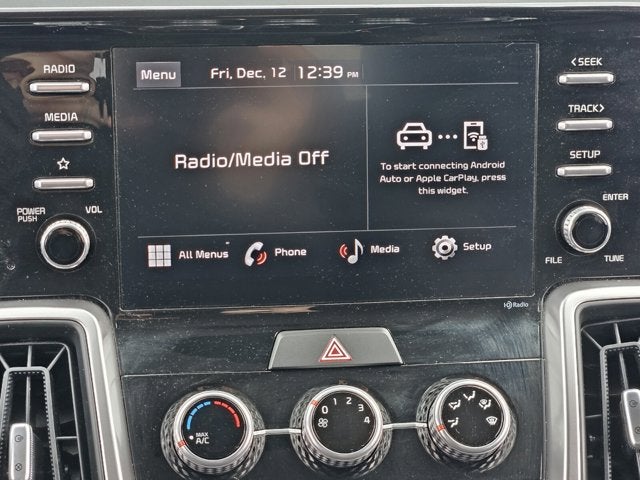 RADIO
MEDIA
POWER
PUSH
VOL
Menu
Fri, Dec. 12 12:39 PM
Radio/Media Off
To start connecting Android
Auto or Apple CarPlay, press
this widget.
All Menus
Phone
Media
Setup
HD Radio
<SEEK
TRACK>
SETUP
ENTER
FILE
TUNE
MAX
A/C
0 1 2 3 4